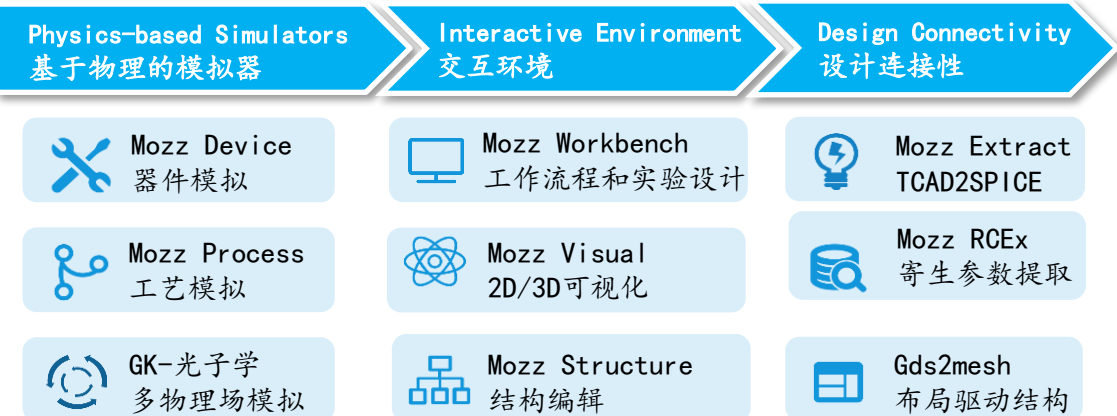 Physics-based Simulators
基于物理的模拟器
Interactive Environment
交互环境
Design Connectivity
设计连接性
Mozz Device
器件模拟
Mozz Workbench
工作流程和实验设计
Mozz Extract
TCAD2SPICE
Mozz Process
工艺模拟
Mozz Visual
2D/3D可视化
Mozz RCEx
寄生参数提取
GK-光子学
多物理场模拟
Mozz Structure
结构编辑
Gds2mesh
布局驱动结构